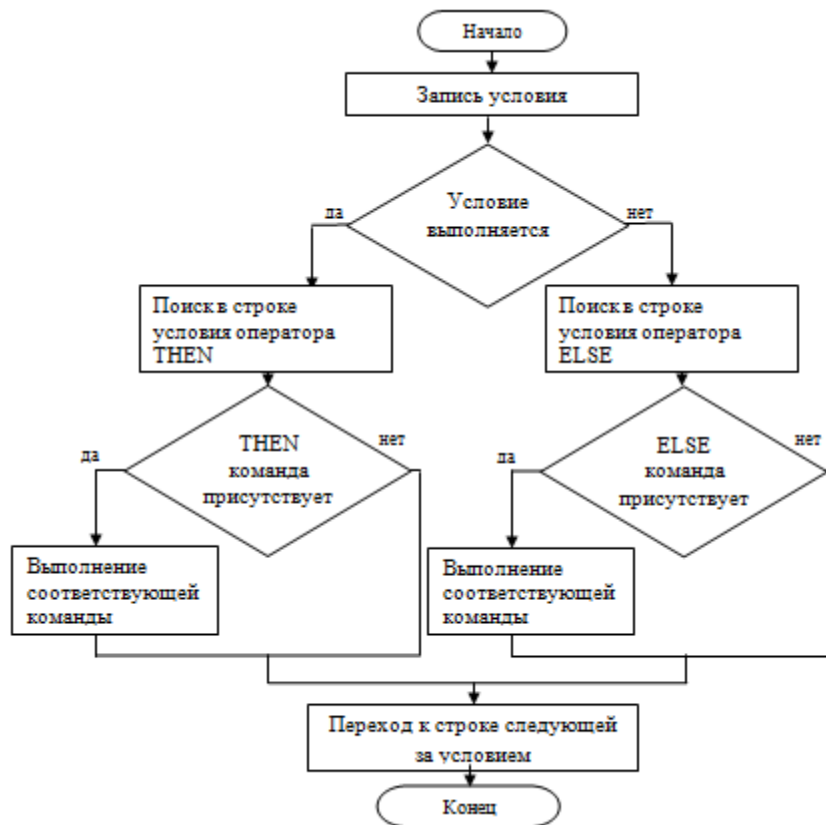 Начало
Запись условия
Условие
выполняется
да
нет
Поиск в строке
условия оператора
THEN
Поиск в строке
условия оператора
ELSE
THEN
команда
присутствует
да
нет
ELSE
команда
присутствует
да
нет
Выполнение
соответствующей
команды
Выполнение
соответствующей
команды
Переход к строке следующей
за условием
Конец